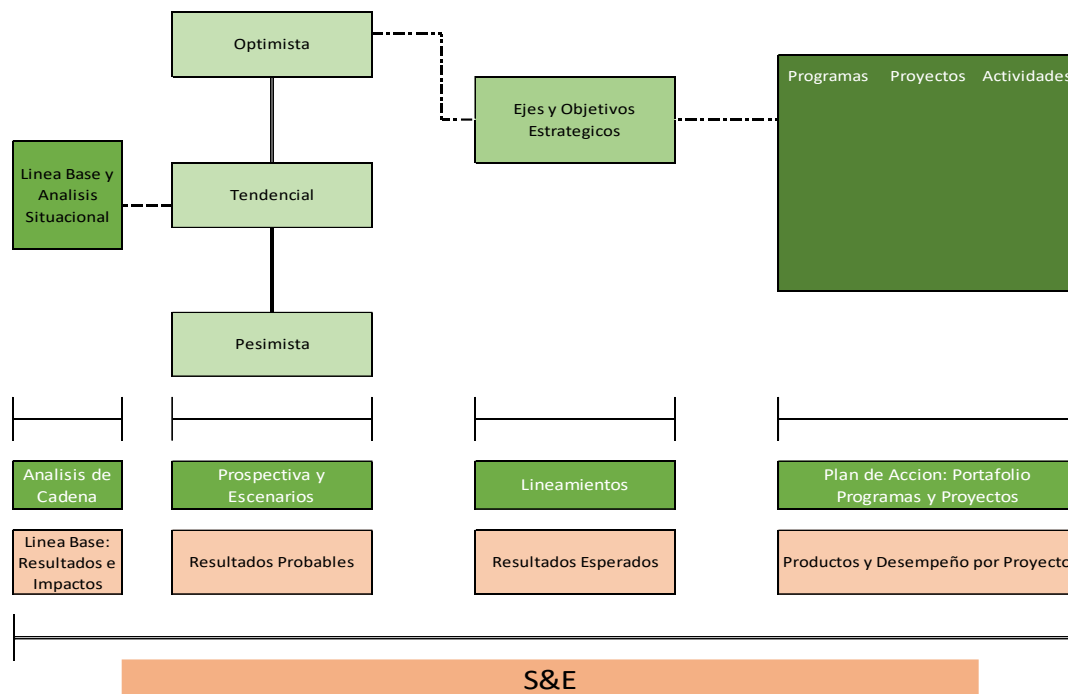 Optimista
Programas Proyectos Actividades
Ejes y Objetivos
Estrategicos
Linea Base y
Analisis
Situacional
Tendencial
Pesimista
Analisis de
Cadena
Prospectiva y
Escenarios
Lineamientos
Plan de Accion: Portafolio
Programas y Proyectos
Linea Base:
Resultados e
Impactos
Resultados Probables
Resultados Esperados
Productos y Desempeño por Proyecto
S&E